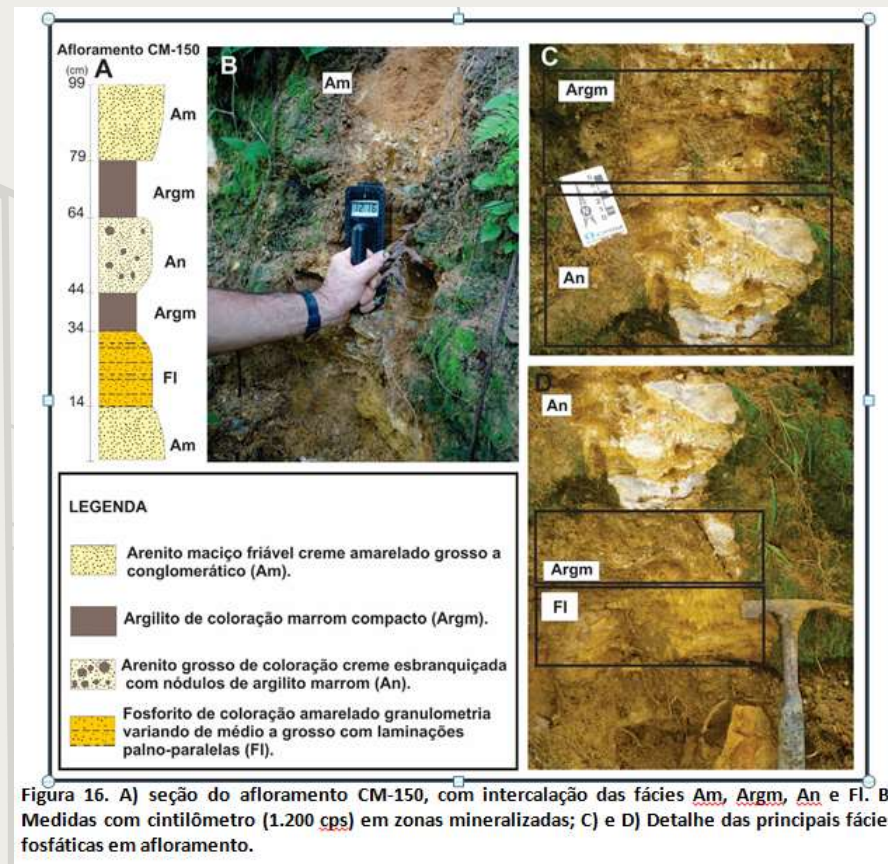 Afloramento CM-150
(cm)
A
99
Am
79
Argm
64
An
44
Argm
34
Fl
14
Am
B
Am
C
Argm
An
D
An
Argm
Fl
LEGENDA
Arenito maciço friável creme amarelado grosso a
conglomerático (Am).
Argilito de coloração marrom compacto (Argm).
Arenito grosso de coloração creme esbranquiçada
com nódulos de argilito marrom (An).
Fosforito de coloração amarelado granulometria
variando de médio a grosso com laminações
palno-paralelas (Fl).
Figura 16. A) seção do afloramento CM-150, com intercalação das fácies Am, Argm, An e Fl. B
Medidas com cintilômetro (1.200 cps) em zonas mineralizadas; C) e D) Detalhe das principais fácie
fosfáticas em afloramento.